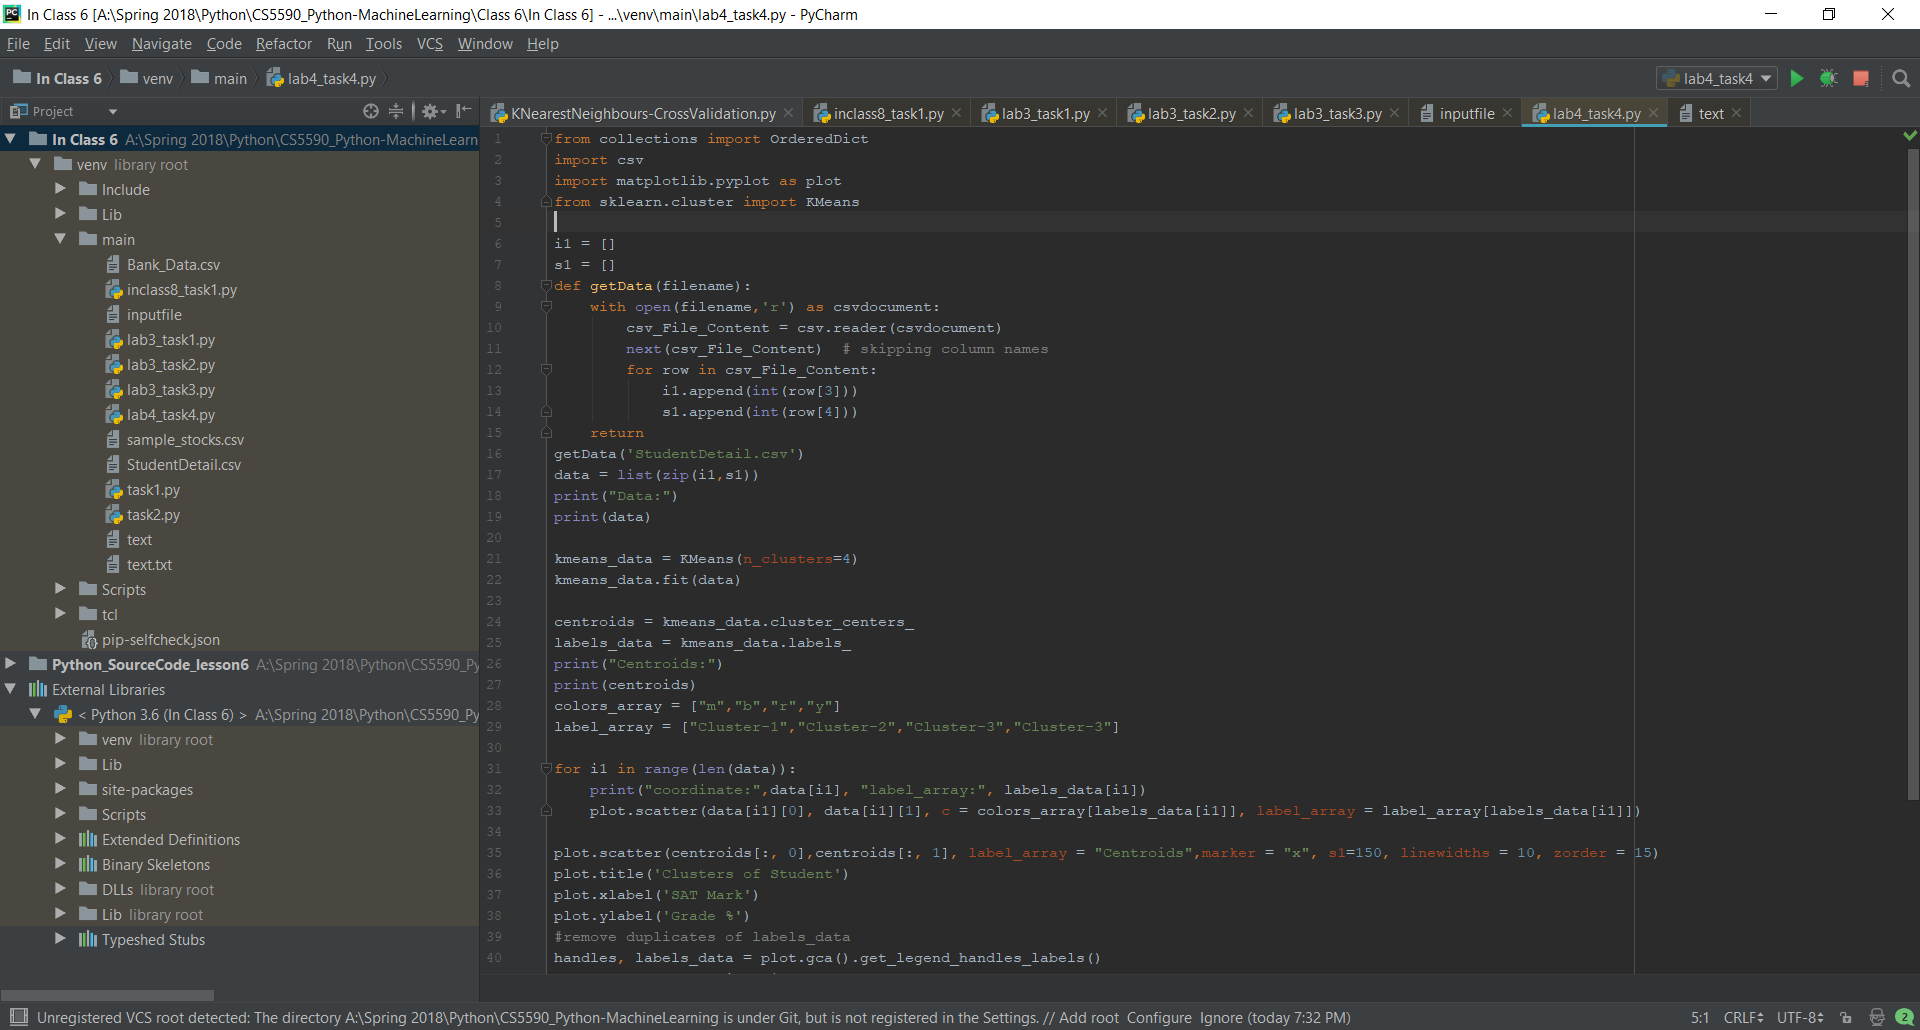 In Class 6 [A:\Spring 2018\Python\CS5590_Python-MachineLearning\Class 6\In Class 6] - ...\venv\main\lab4_task4.py - PyCharm
File Edit View Navigate Code Refactor Run Tools VCS Window Help
In Class 6 venv main lab4_task4.py lab4_task4
Project
KNearestNeighbours-CrossValidation.py inclass8_task1.py lab3_task1.py lab3_task2.py lab3_task3.py inputfile lab4_task4.py text
In Class 6 A:\Spring 2018\Python\CS5590_Python-MachineLearn
venv library root
Include
Lib
main
Bank_Data.csv
inclass8_task1.py
inputfile
lab3_task1.py
lab3_task2.py
lab3_task3.py
lab4_task4.py
sample_stocks.csv
StudentDetail.csv
task1.py
task2.py
text
text.txt
Scripts
tcl
pip-selfcheck.json
Python_SourceCode_lesson6 A:\Spring 2018\Python\CS5590_Py
External Libraries
< Python 3.6 (In Class 6) > A:\Spring 2018\Python\CS5590_Py
venv library root
Lib
site-packages
Scripts
Extended Definitions
Binary Skeletons
DLLs library root
Lib library root
Typeshed Stubs
1 from collections import OrderedDict
2 import csv
3 import matplotlib.pyplot as plot
4 from sklearn.cluster import KMeans
5
6 i1 = []
7 s1 = []
8 def getData(filename):
9     with open(filename,'r') as csvdocument:
10         csv_File_Content = csv.reader(csvdocument)
11         next(csv_File_Content)  # skipping column names
12         for row in csv_File_Content:
13             i1.append(int(row[3]))
14             s1.append(int(row[4]))
15     return
16 getData('StudentDetail.csv')
17 data = list(zip(i1,s1))
18 print("Data:")
19 print(data)
20
21 kmeans_data = KMeans(n_clusters=4)
22 kmeans_data.fit(data)
23
24 centroids = kmeans_data.cluster_centers_
25 labels_data = kmeans_data.labels_
26 print("Centroids:")
27 print(centroids)
28 colors_array = ["m","b","r","y"]
29 label_array = ["Cluster-1","Cluster-2","Cluster-3","Cluster-3"]
30
31 for i1 in range(len(data)):
32     print("coordinate:",data[i1], "label_array:", labels_data[i1])
33     plot.scatter(data[i1][0], data[i1][1], c = colors_array[labels_data[i1]], label_array = label_array[labels_data[i1]])
34
35 plot.scatter(centroids[:, 0],centroids[:, 1], label_array = "Centroids",marker = "x", s1=150, linewidths = 10, zorder = 15)
36 plot.title('Clusters of Student')
37 plot.xlabel('SAT Mark')
38 plot.ylabel('Grade %')
39 #remove duplicates of labels_data
40 handles, labels_data = plot.gca().get_legend_handles_labels()
Unregistered VCS root detected: The directory A:\Spring 2018\Python\CS5590_Python-MachineLearning is under Git, but is not registered in the Settings. // Add root Configure Ignore (today 7:32 PM) 5:1 CRLF UTF-8 2